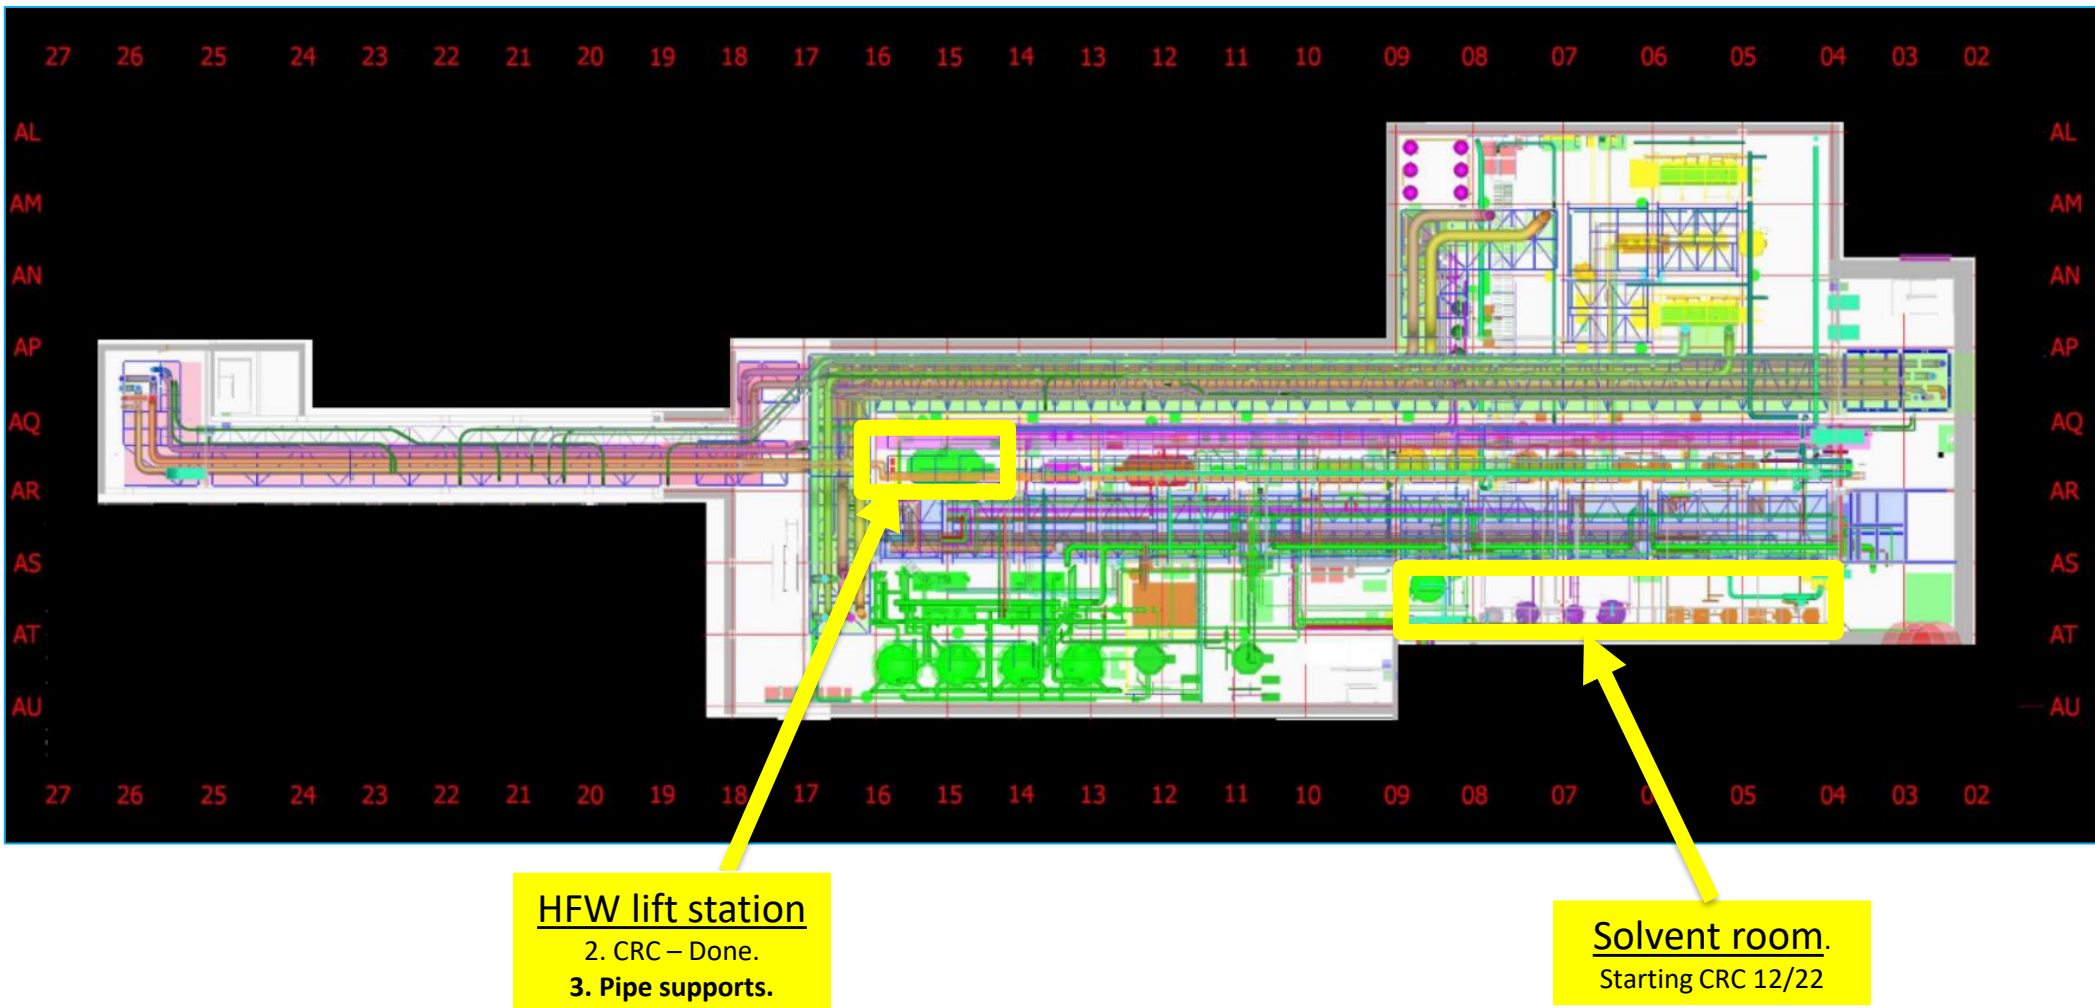 27 26 25 24 23 22 21 20 19 18 17 16 15 14 13 12 11 10 09 08 07 06 05 04 03 02
AL AL
AM AM
AN AN
AP AP
AQ AQ
AR AR
AS AS
AT AT
AU AU
27 26 25 24 23 22 21 20 19 18 17 16 15 14 13 12 11 10 09 08 07 05 04 03 02
HFW lift station
2. CRC – Done.
3. Pipe supports.
Solvent room.
Starting CRC 12/22